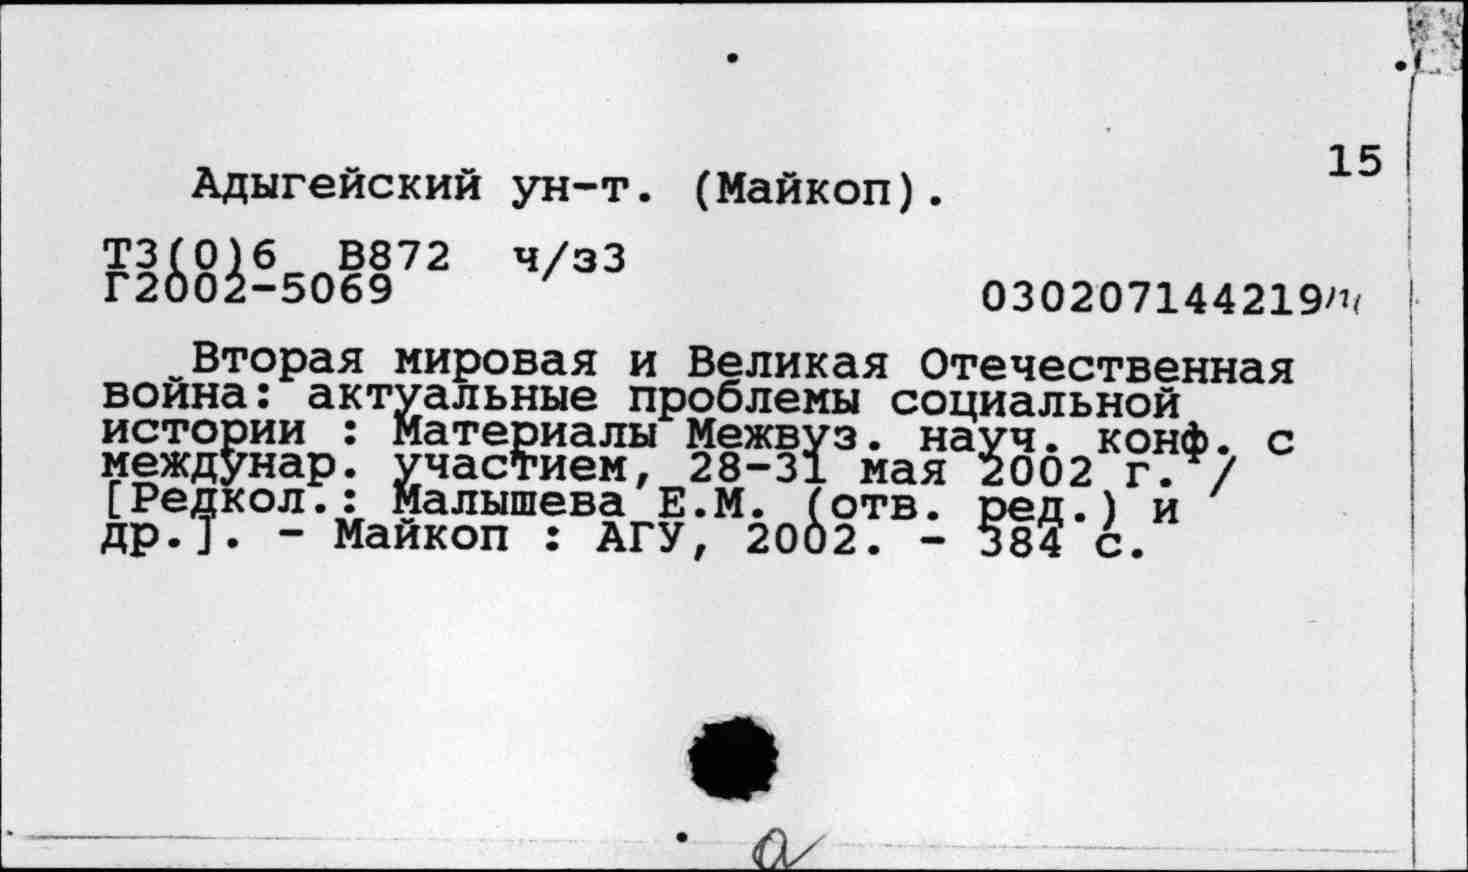 15
Адыгейский ун-т. (Майкоп).
Т3(0)6 В872 ч/з3
Г2002-5069
030207144219
Вторая мировая и Великая Отечественная
война: актуальные проблемы социальной
истории : Материалы Межвуз. науч. конф. с
междунар. участием, 28-31 мая 2002 г. /
[Редкол.: Малышева Е.М. (отв. ред.) и
др.]. - Майкоп : АГУ, 2002. - 384 с.